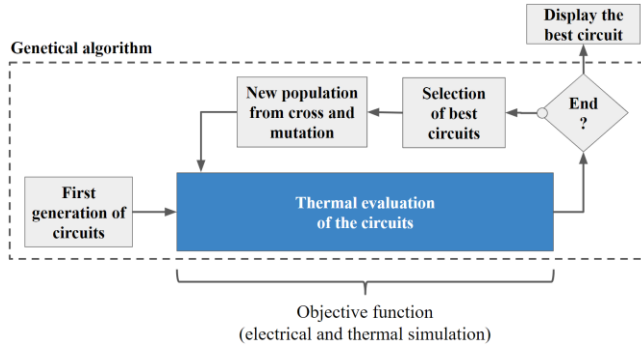 Display the
best circuit
Genetical algorithm
New population
from cross and
mutation
Selection
of best
circuits
End
?
First
generation of
circuits
Thermal evaluation
of the circuits
Objective function
(electrical and thermal simulation)